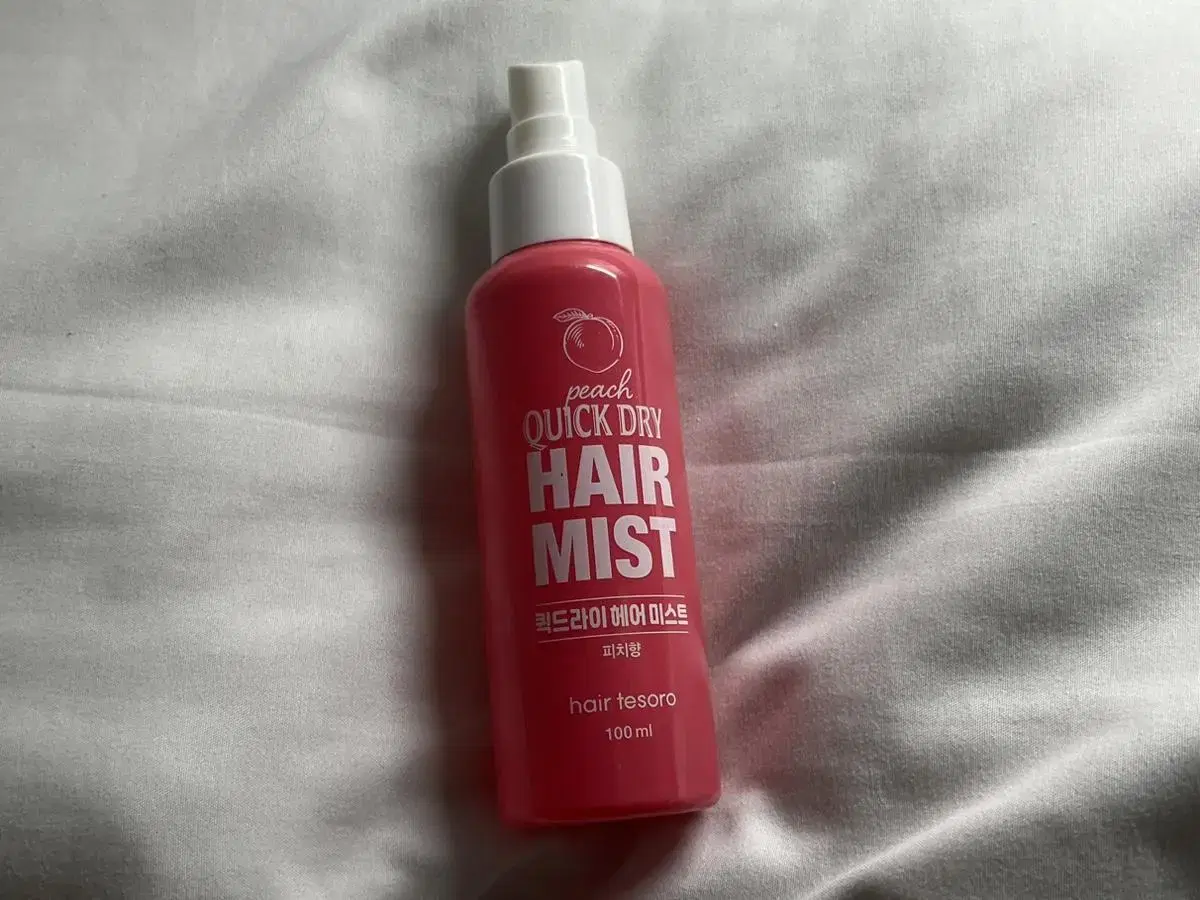 peach
QUICK DRY
HAIR
MIST
퀵드라이 헤어 미스트
피치향
hair tesoro
100 ml